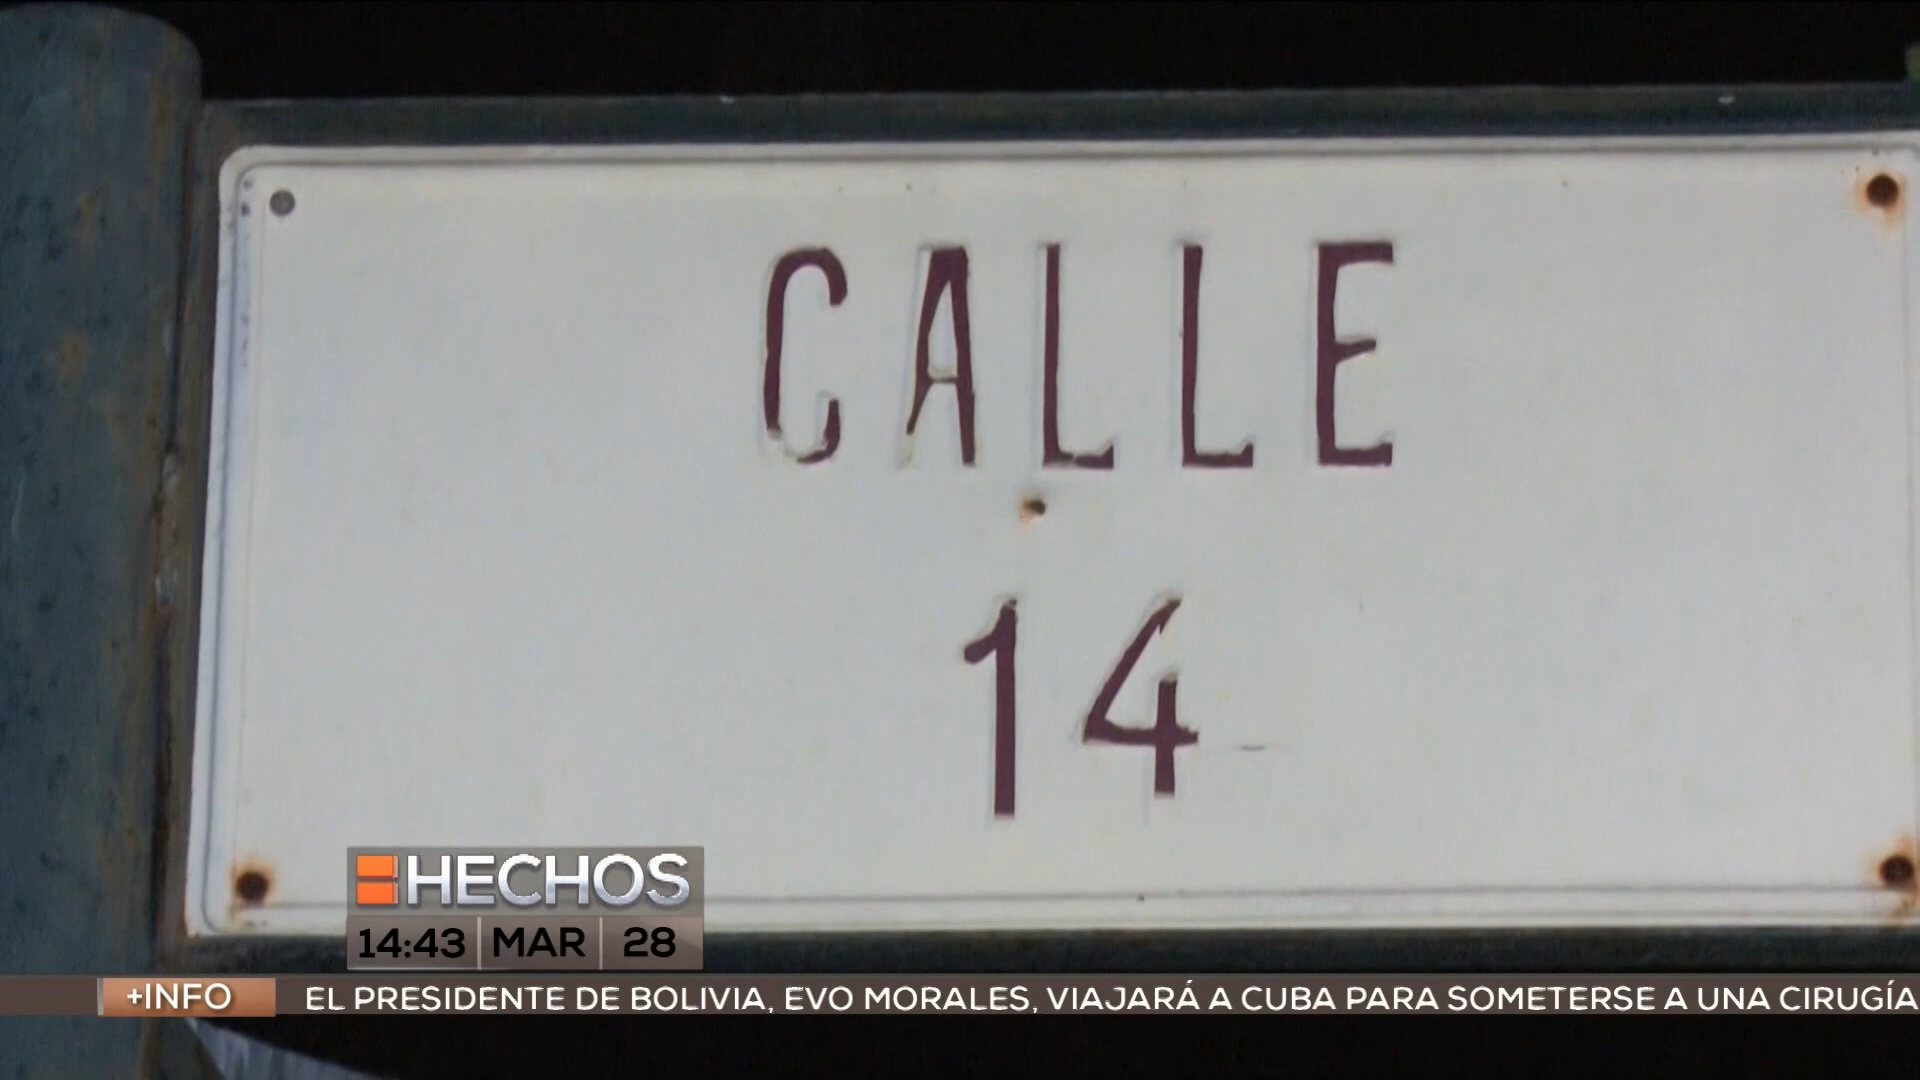 CALLE
14
HECHOS
14:43 MAR 28
+INFO EL PRESIDENTE DE BOLIVIA, EVO MORALES, VIAJARÁ A CUBA PARA SOMETERSE A UNA CIRUGÍA